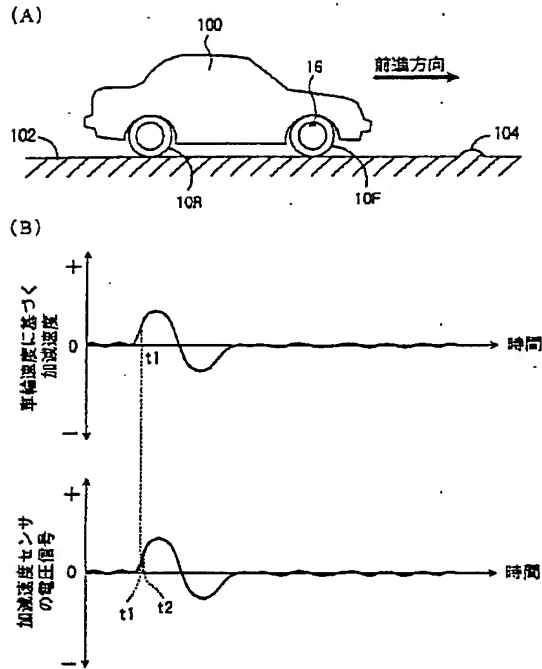 (A)
100
前進方向
16
102
104
10R
10F
(B)
+
車輪速度に基づく
加減速度
0
t1
時間
−
+
加減速度センサ
の電圧信号
0
t1
t2
時間
−